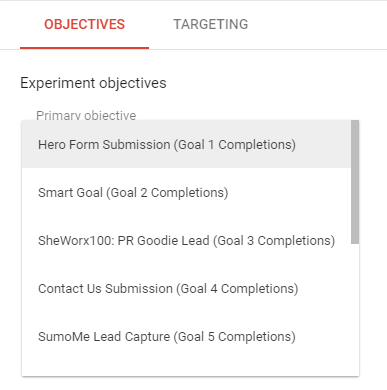 OBJECTIVES TARGETING
Experiment objectives
Primary objective
Hero Form Submission (Goal 1 Completions)
Smart Goal (Goal 2 Completions)
SheWorx100: PR Goodie Lead (Goal 3 Completions)
Contact Us Submission (Goal 4 Completions)
SumoMe Lead Capture (Goal 5 Completions)